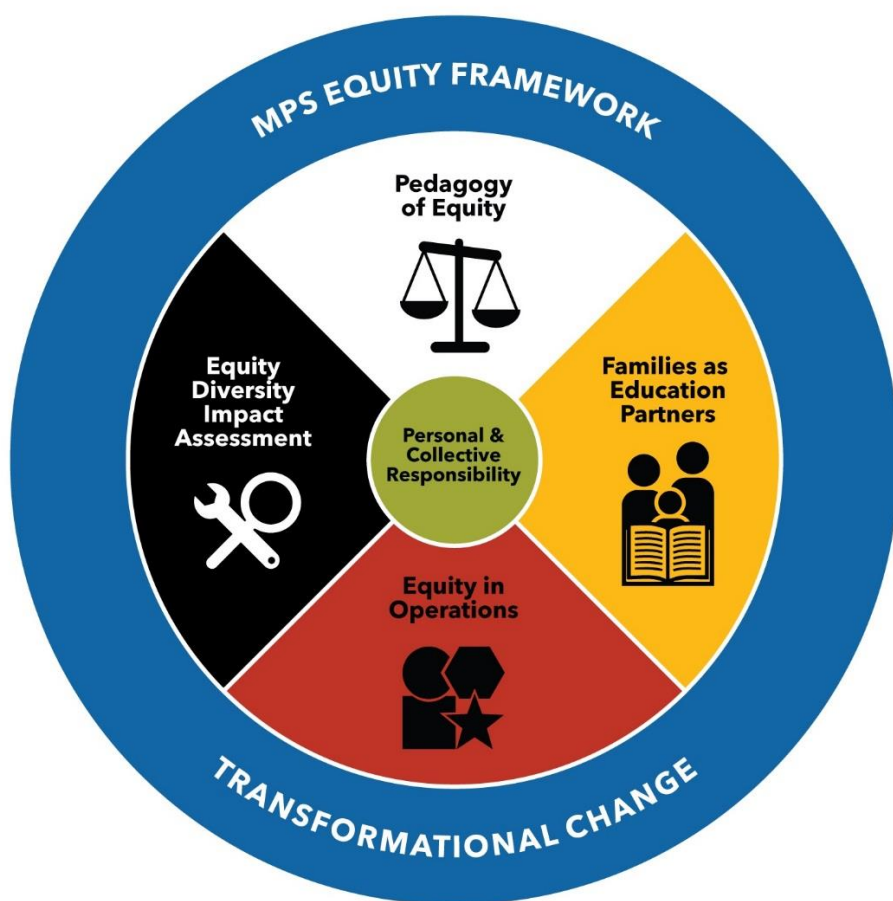 MPS EQUITY FRAMEWORK
Pedagogy
of Equity
Equity
Diversity
Impact
Assessment
Personal &
Collective
Responsibility
Families as
Education
Partners
Equity in
Operations
TRANSFORMATIONAL CHANGE